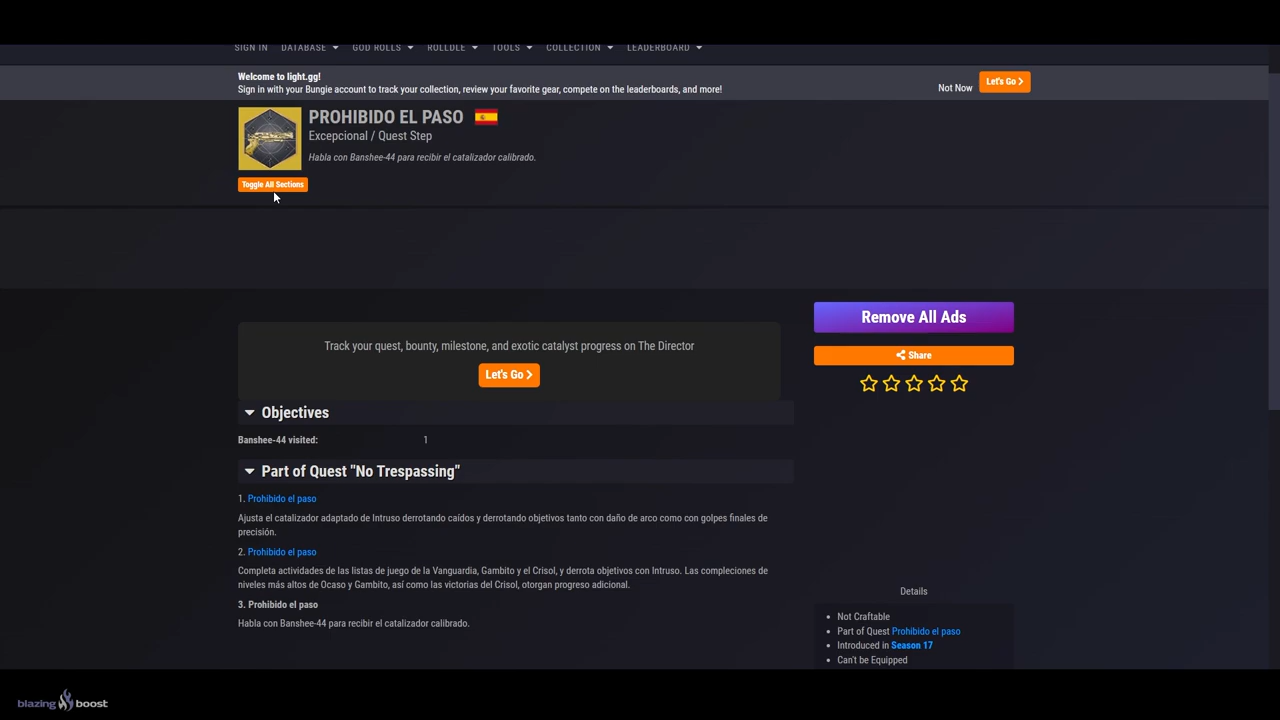 SIGN IN DATABASE GOD ROLLS ROLLDLE TOOLS COLLECTION LEADERBOARD
Welcome to light.gg!
Sign in with your Bungie account to track your collection, review your favorite gear, compete on the leaderboards, and more!
Not Now
Let's Go
PROHIBIDO EL PASO
Excepcional / Quest Step
Habla con Banshee-44 para recibir el catalizador calibrado.
Toggle All Sections
Track your quest, bounty, milestone, and exotic catalyst progress on The Director
Let's Go
Remove All Ads
Share
Objectives
Banshee-44 visited: 1
Part of Quest "No Trespassing"
1. Prohibido el paso
Ajusta el catalizador adaptado de Intruso derrotando caídos y derrotando objetivos tanto con daño de arco como con golpes finales de
precisión.
2. Prohibido el paso
Completa actividades de las listas de juego de la Vanguardia, Gambito y el Crisol, y derrota objetivos con Intruso. Las compleciones de
niveles más altos de Ocaso y Gambito, así como las victorias del Crisol, otorgan progreso adicional.
3. Prohibido el paso
Habla con Banshee-44 para recibir el catalizador calibrado.
Details
Not Craftable
Part of Quest Prohibido el paso
Introduced in Season 17
Can't be Equipped
blazing boost